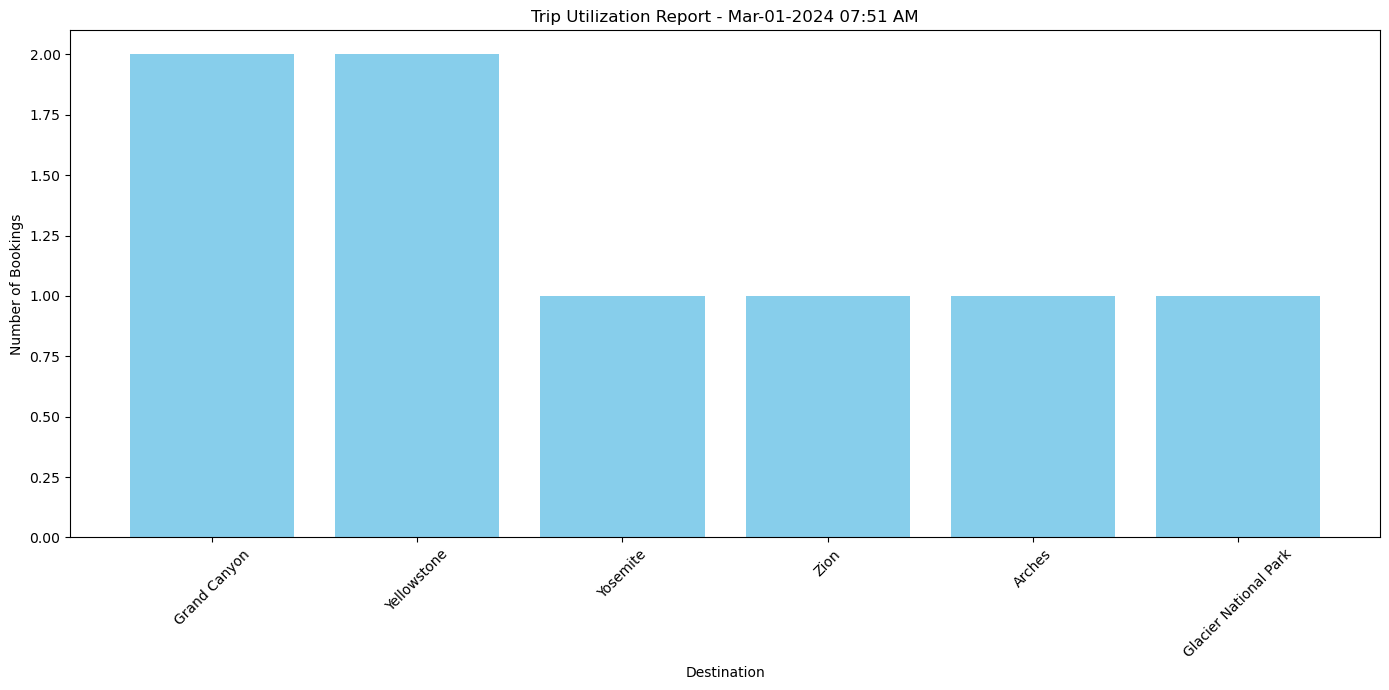 Trip Utilization Report - Mar-01-2024 07:51 AM
Number of Bookings
2.00
1.75
1.50
1.25
1.00
0.75
0.50
0.25
0.00
Grand Canyon
Yellowstone
Yosemite
Zion
Arches
Glacier National Park
Destination